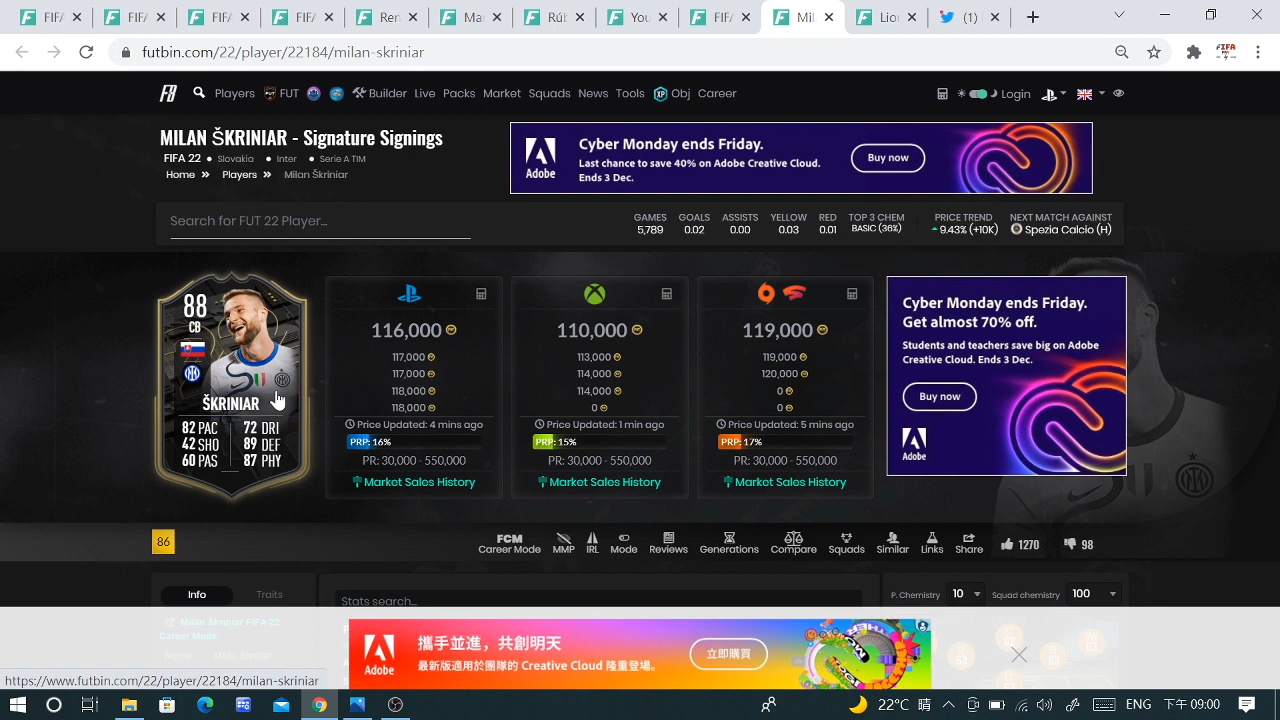 Re
Ma
Rú
Yo
FIF
Mil
Lio
(1)
futbin.com/22/player/22184/milan-skriniar
FIFA
Players FUT Builder Live Packs Market Squads News Tools XP Obj Career
Login
MILAN ŠKRINIAR - Signature Signings
FIFA 22 • Slovakia • Inter • Serie A TIM
Home » Players » Milan Škriniar
Adobe
Cyber Monday ends Friday.
Last chance to save 40% on Adobe Creative Cloud.
Ends 3 Dec.
Buy now
Search for FUT 22 Player...
GAMES GOALS ASSISTS YELLOW RED TOP 3 CHEM PRICE TREND NEXT MATCH AGAINST
5,789 0.02 0.00 0.03 0.01 BASIC (36%) 9.43% (+10K) Spezia Calcio (H)
88
CB
ŠKRINIAR
82 PAC 72 DRI
42 SHO 89 DEF
60 PAS 87 PHY
116,000
117,000
117,000
118,000
118,000
Price Updated: 4 mins ago
PRP: 16%
PR: 30,000 - 550,000
Market Sales History
110,000
113,000
114,000
114,000
0
Price Updated: 1 min ago
PRP: 15%
PR: 30,000 - 550,000
Market Sales History
119,000
119,000
120,000
0
0
Price Updated: 5 mins ago
PRP: 17%
PR: 30,000 - 550,000
Market Sales History
Cyber Monday ends Friday.
Get almost 70% off.
Students and teachers save big on Adobe
Creative Cloud. Ends 3 Dec.
Buy now
Adobe
86
FCM
Career Mode MMP IRL Mode Reviews Generations Compare Squads Similar Links Share 1270 98
Info Traits
Stats search...
P. Chemistry 10 Squad chemistry 100
Milan Škriniar FIFA 22
Career Mode
Name Milan Škriniar
Adobe
攜手並進，共創明天
最新版適用於團隊的 Creative Cloud 隆重登場。
立即購買
https://www.futbin.com/22/player/22184/milan-skriniar
22°C 晴 ENG 下午 09:00